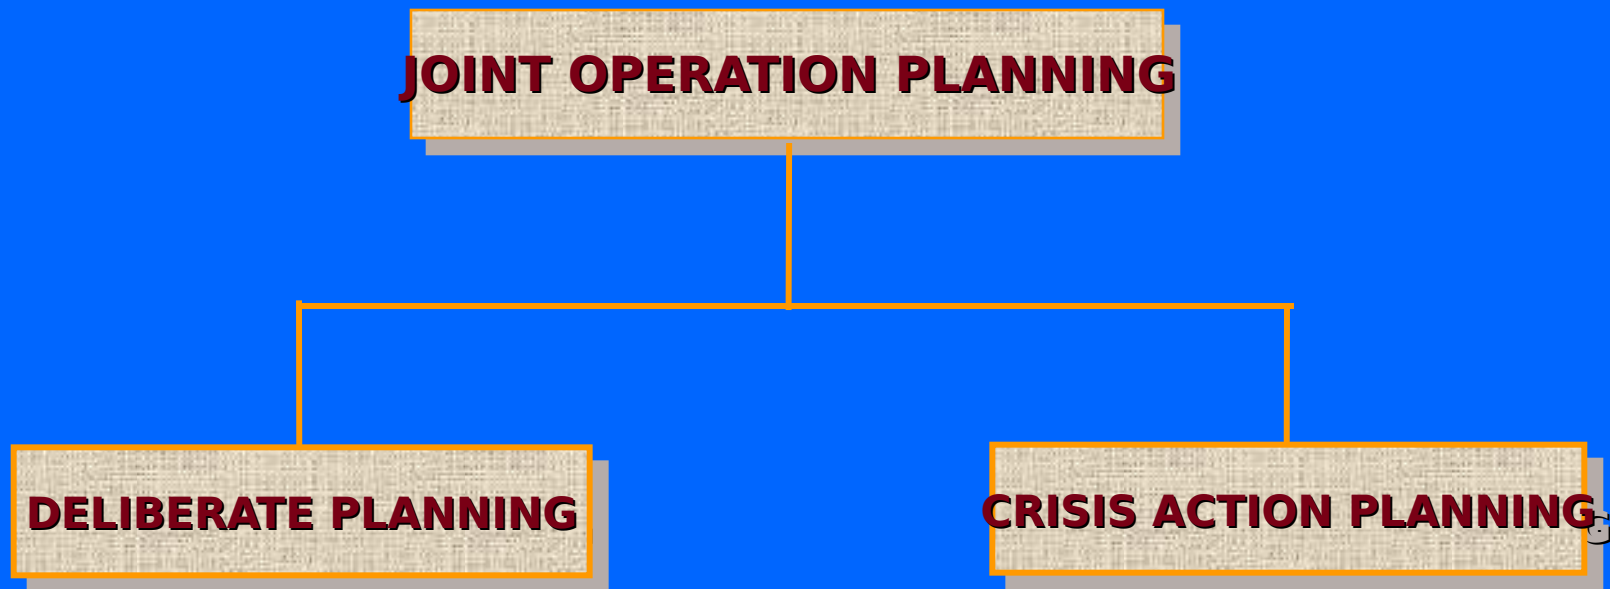 JOINT OPERATION PLANNING
DELIBERATE PLANNING
CRISIS ACTION PLANNING